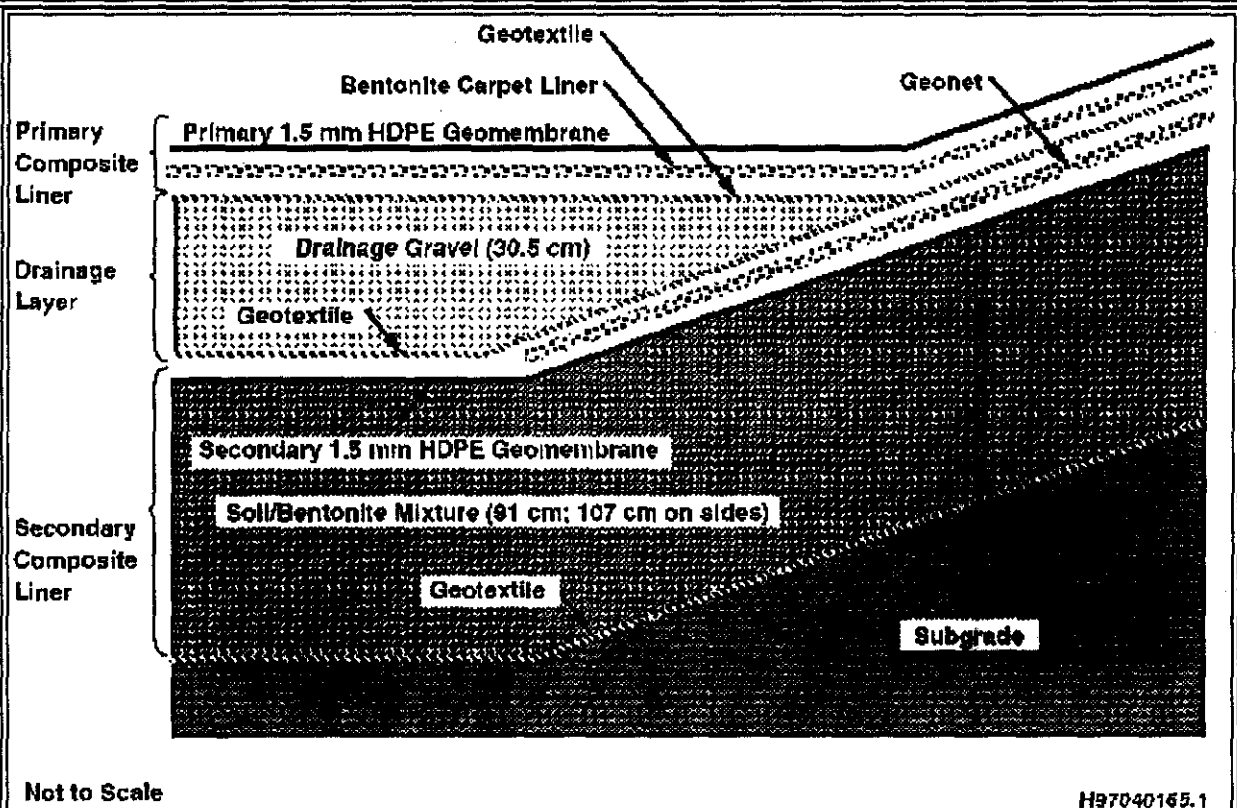 Geotextile
Bentonite Carpet Liner
Geonet
Primary
Composite
Liner
Primary 1.5 mm HDPE Geomembrane
Drainage Gravel (30.5 cm)
Drainage
Layer
Geotextile
Secondary 1.5 mm HDPE Geomembrane
Soil/Bentonite Mixture (91 cm; 107 cm on sides)
Secondary
Composite
Liner
Geotextile
Subgrade
Not to Scale
H97040165.1